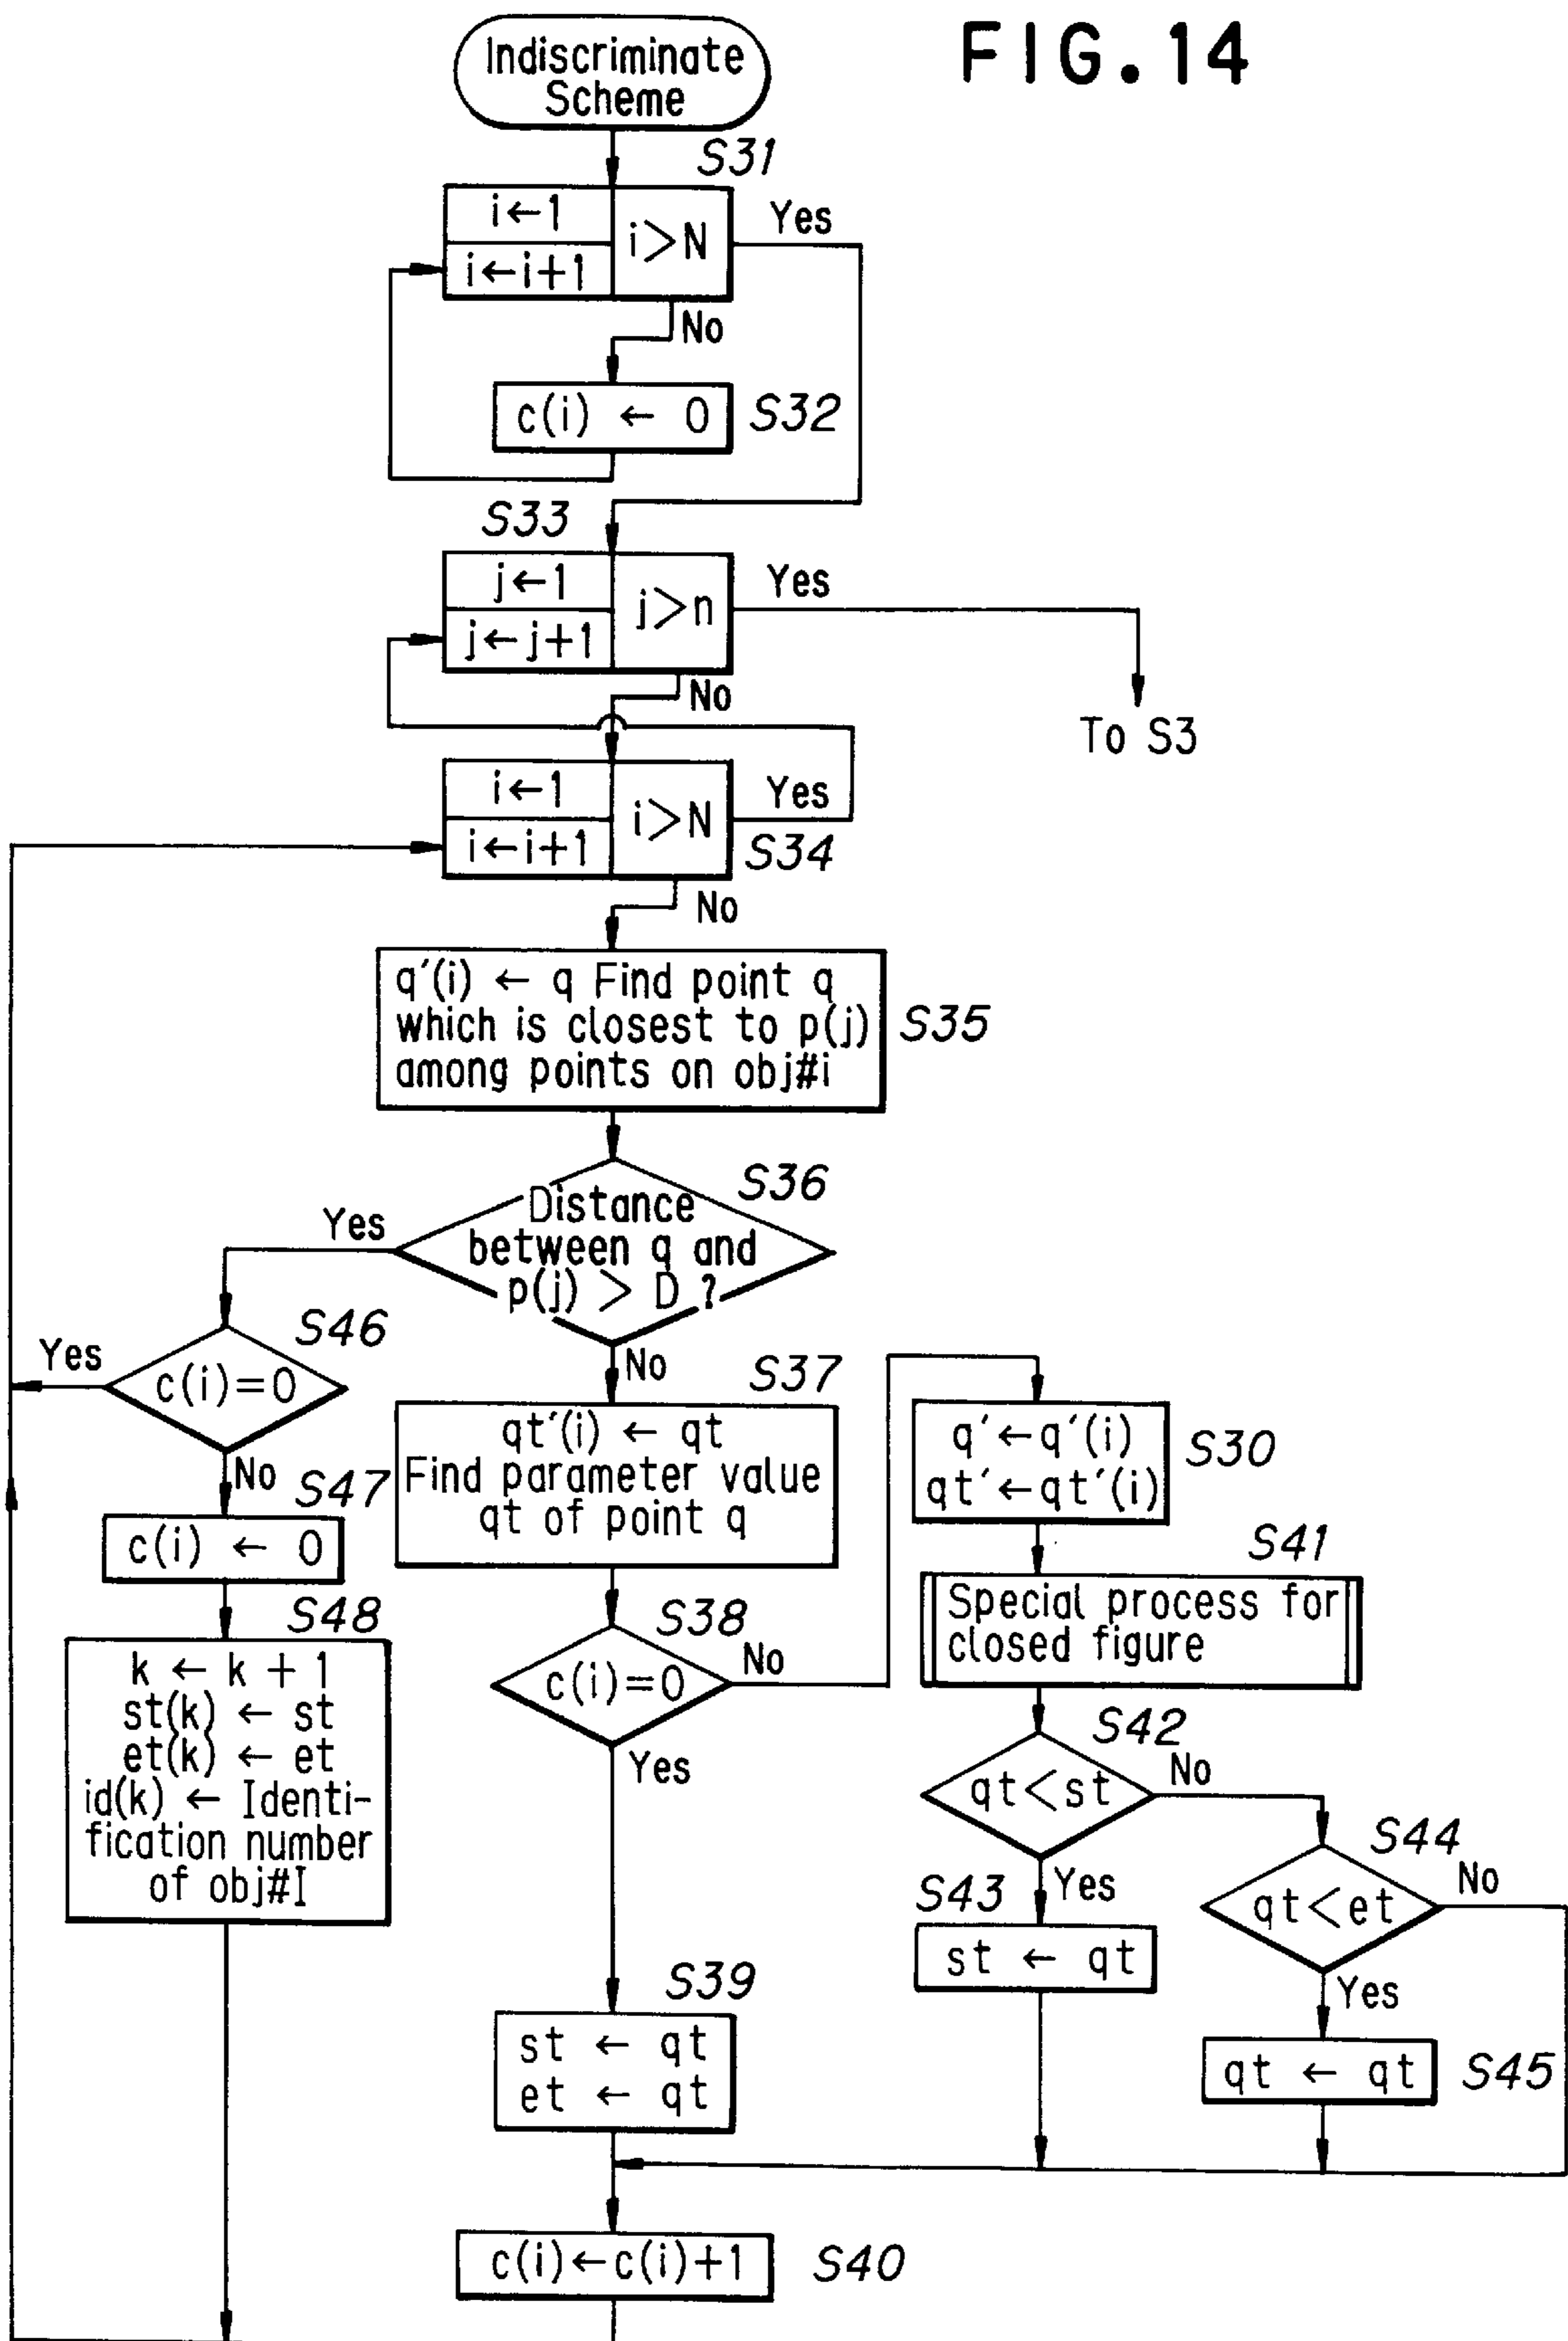 FIG.14
Indiscriminate
Scheme
S31
i←1
i←i+1
i>N
Yes
No
c(i) ← 0
S32
S33
j←1
j←j+1
j>n
Yes
No
To S3
i←1
i←i+1
i>N
Yes
S34
No
q′(i) ← q Find point q
which is closest to p(j)
among points on obj#i
S35
S36
Distance
between q and
p(j) > D ?
Yes
No
S46
Yes
c(i)=0
No
S47
c(i) ← 0
S48
k ← k + 1
st(k) ← st
et(k) ← et
id(k) ← Identi-
fication number
of obj#I
S37
qt′(i) ← qt
Find parameter value
qt of point q
S38
c(i)=0
No
Yes
q′←q′(i)
qt′←qt′(i)
S30
S41
Special process for
closed figure
S42
qt<st
No
Yes
S43
st ← qt
S44
qt<et
No
Yes
qt ← qt
S45
S39
st ← qt
et ← qt
c(i)←c(i)+1
S40